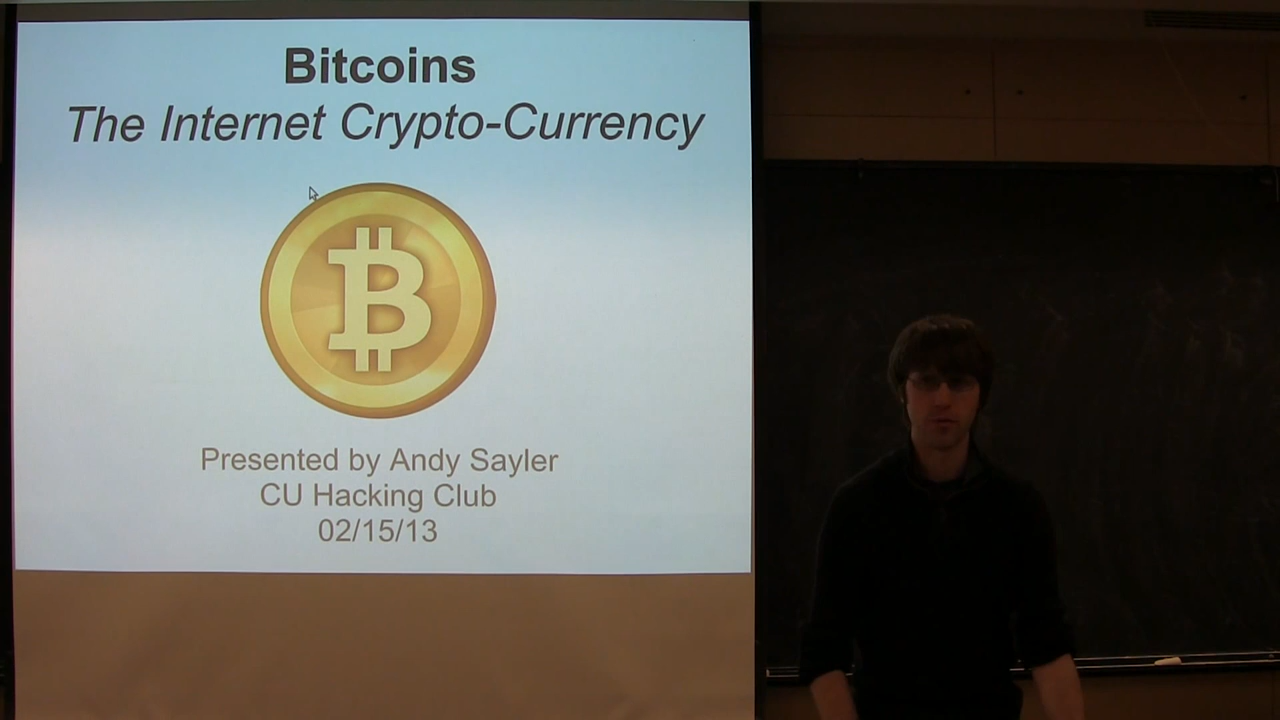 Bitcoins
The Internet Crypto-Currency
Presented by Andy Sayler
CU Hacking Club
02/15/13